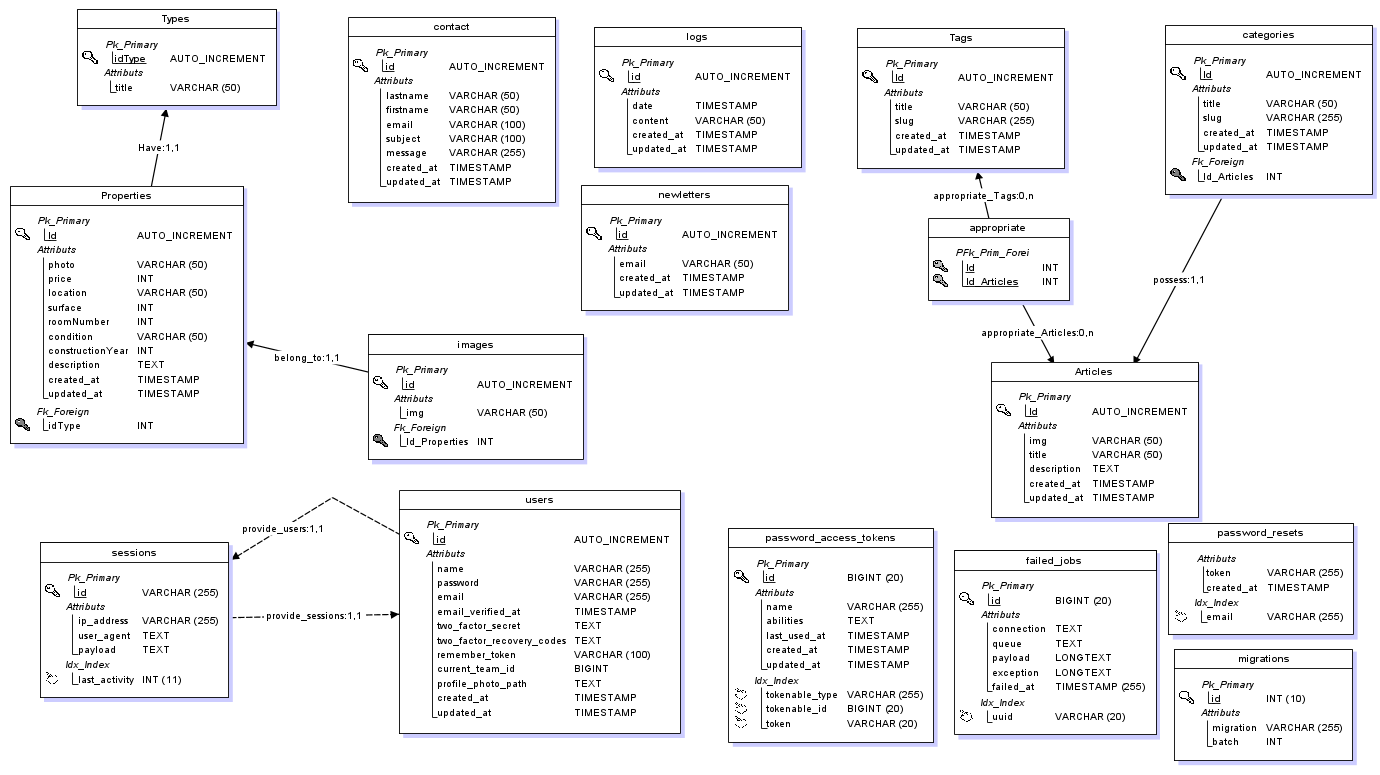 Types
Pk_Primary
idType AUTO_INCREMENT
Attributs
title VARCHAR (50)
Have:1,1
Properties
Pk_Primary
Id AUTO_INCREMENT
Attributs
photo VARCHAR (50)
price INT
location VARCHAR (50)
surface INT
roomNumber INT
condition VARCHAR (50)
constructionYear INT
description TEXT
created_at TIMESTAMP
updated_at TIMESTAMP
Fk_Foreign
idType INT
contact
Pk_Primary
id AUTO_INCREMENT
Attributs
lastname VARCHAR (50)
firstname VARCHAR (50)
email VARCHAR (100)
subject VARCHAR (100)
message VARCHAR (255)
created_at TIMESTAMP
updated_at TIMESTAMP
logs
Pk_Primary
id AUTO_INCREMENT
Attributs
date TIMESTAMP
content VARCHAR (50)
created_at TIMESTAMP
updated_at TIMESTAMP
newletters
Pk_Primary
id AUTO_INCREMENT
Attributs
email VARCHAR (50)
created_at TIMESTAMP
updated_at TIMESTAMP
Tags
Pk_Primary
Id AUTO_INCREMENT
Attributs
title VARCHAR (50)
slug VARCHAR (255)
created_at TIMESTAMP
updated_at TIMESTAMP
categories
Pk_Primary
Id AUTO_INCREMENT
Attributs
title VARCHAR (50)
slug VARCHAR (255)
created_at TIMESTAMP
updated_at TIMESTAMP
Fk_Foreign
Id_Articles INT
appropriate_Tags:0,n
appropriate
PFk_Prim_Forei
Id INT
Id_Articles INT
possess:1,1
appropriate_Articles:0,n
belong_to:1,1
images
Pk_Primary
id AUTO_INCREMENT
Attributs
img VARCHAR (50)
Fk_Foreign
Id_Properties INT
Articles
Pk_Primary
Id AUTO_INCREMENT
Attributs
img VARCHAR (50)
title VARCHAR (50)
description TEXT
created_at TIMESTAMP
updated_at TIMESTAMP
provide_users:1,1
sessions
Pk_Primary
id VARCHAR (255)
Attributs
ip_address VARCHAR (255)
user_agent TEXT
payload TEXT
Idx_Index
last_activity INT (11)
provide_sessions:1,1
users
Pk_Primary
id AUTO_INCREMENT
Attributs
name VARCHAR (255)
password VARCHAR (255)
email VARCHAR (255)
email_verified_at TIMESTAMP
two_factor_secret TEXT
two_factor_recovery_codes TEXT
remember_token VARCHAR (100)
current_team_id BIGINT
profile_photo_path TEXT
created_at TIMESTAMP
updated_at TIMESTAMP
password_access_tokens
Pk_Primary
id BIGINT (20)
Attributs
name VARCHAR (255)
abilities TEXT
last_used_at TIMESTAMP
created_at TIMESTAMP
updated_at TIMESTAMP
Idx_Index
tokenable_type VARCHAR (255)
tokenable_id BIGINT (20)
token VARCHAR (20)
failed_jobs
Pk_Primary
id BIGINT (20)
Attributs
connection TEXT
queue TEXT
payload LONGTEXT
exception LONGTEXT
failed_at TIMESTAMP (255)
Idx_Index
uuid VARCHAR (20)
password_resets
Attributs
token VARCHAR (255)
created_at TIMESTAMP
Idx_Index
email VARCHAR (255)
migrations
Pk_Primary
id INT (10)
Attributs
migration VARCHAR (255)
batch INT